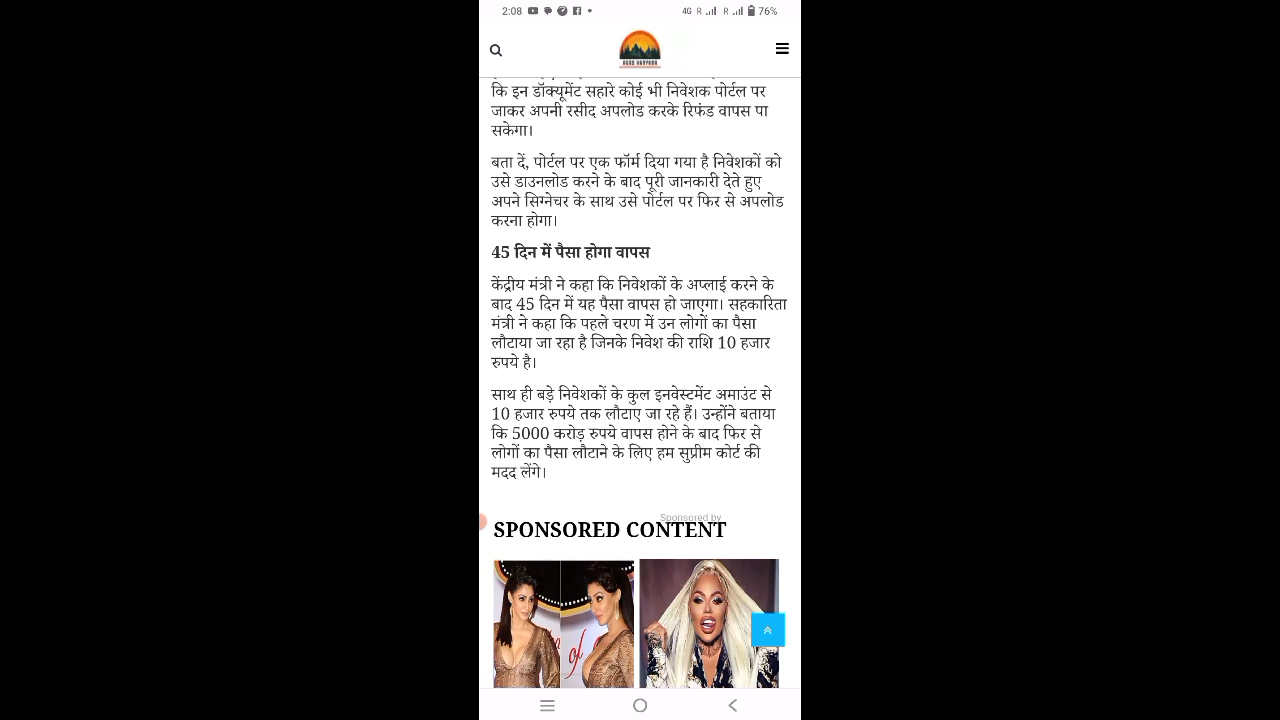 2:08
4G R R 76%
AGRO HARYANA
कि इन डॉक्यूमेंट सहारे कोई भी निवेशक पोर्टल पर
जाकर अपनी रसीद अपलोड करके रिफंड वापस पा
सकेगा।
बता दें, पोर्टल पर एक फॉर्म दिया गया है निवेशकों को
उसे डाउनलोड करने के बाद पूरी जानकारी देते हुए
अपने सिग्नेचर के साथ उसे पोर्टल पर फिर से अपलोड
करना होगा।
45 दिन में पैसा होगा वापस
केंद्रीय मंत्री ने कहा कि निवेशकों के अप्लाई करने के
बाद 45 दिन में यह पैसा वापस हो जाएगा। सहकारिता
मंत्री ने कहा कि पहले चरण में उन लोगों का पैसा
लौटाया जा रहा है जिनके निवेश की राशि 10 हजार
रुपये है।
साथ ही बड़े निवेशकों के कुल इनवेस्टमेंट अमाउंट से
10 हजार रुपये तक लौटाए जा रहे हैं। उन्होंने बताया
कि 5000 करोड़ रुपये वापस होने के बाद फिर से
लोगों का पैसा लौटाने के लिए हम सुप्रीम कोर्ट की
मदद लेंगे।
Sponsored by
SPONSORED CONTENT
of